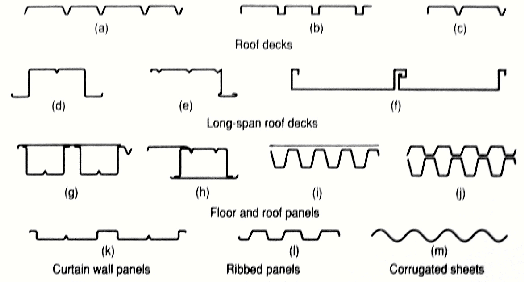 (a) (b) (c)
Roof decks
(d) (e) (f)
Long-span roof decks
(g) (h) (i) (j)
Floor and roof panels
(k) (l) (m)
Curtain wall panels Ribbed panels Corrugated sheets